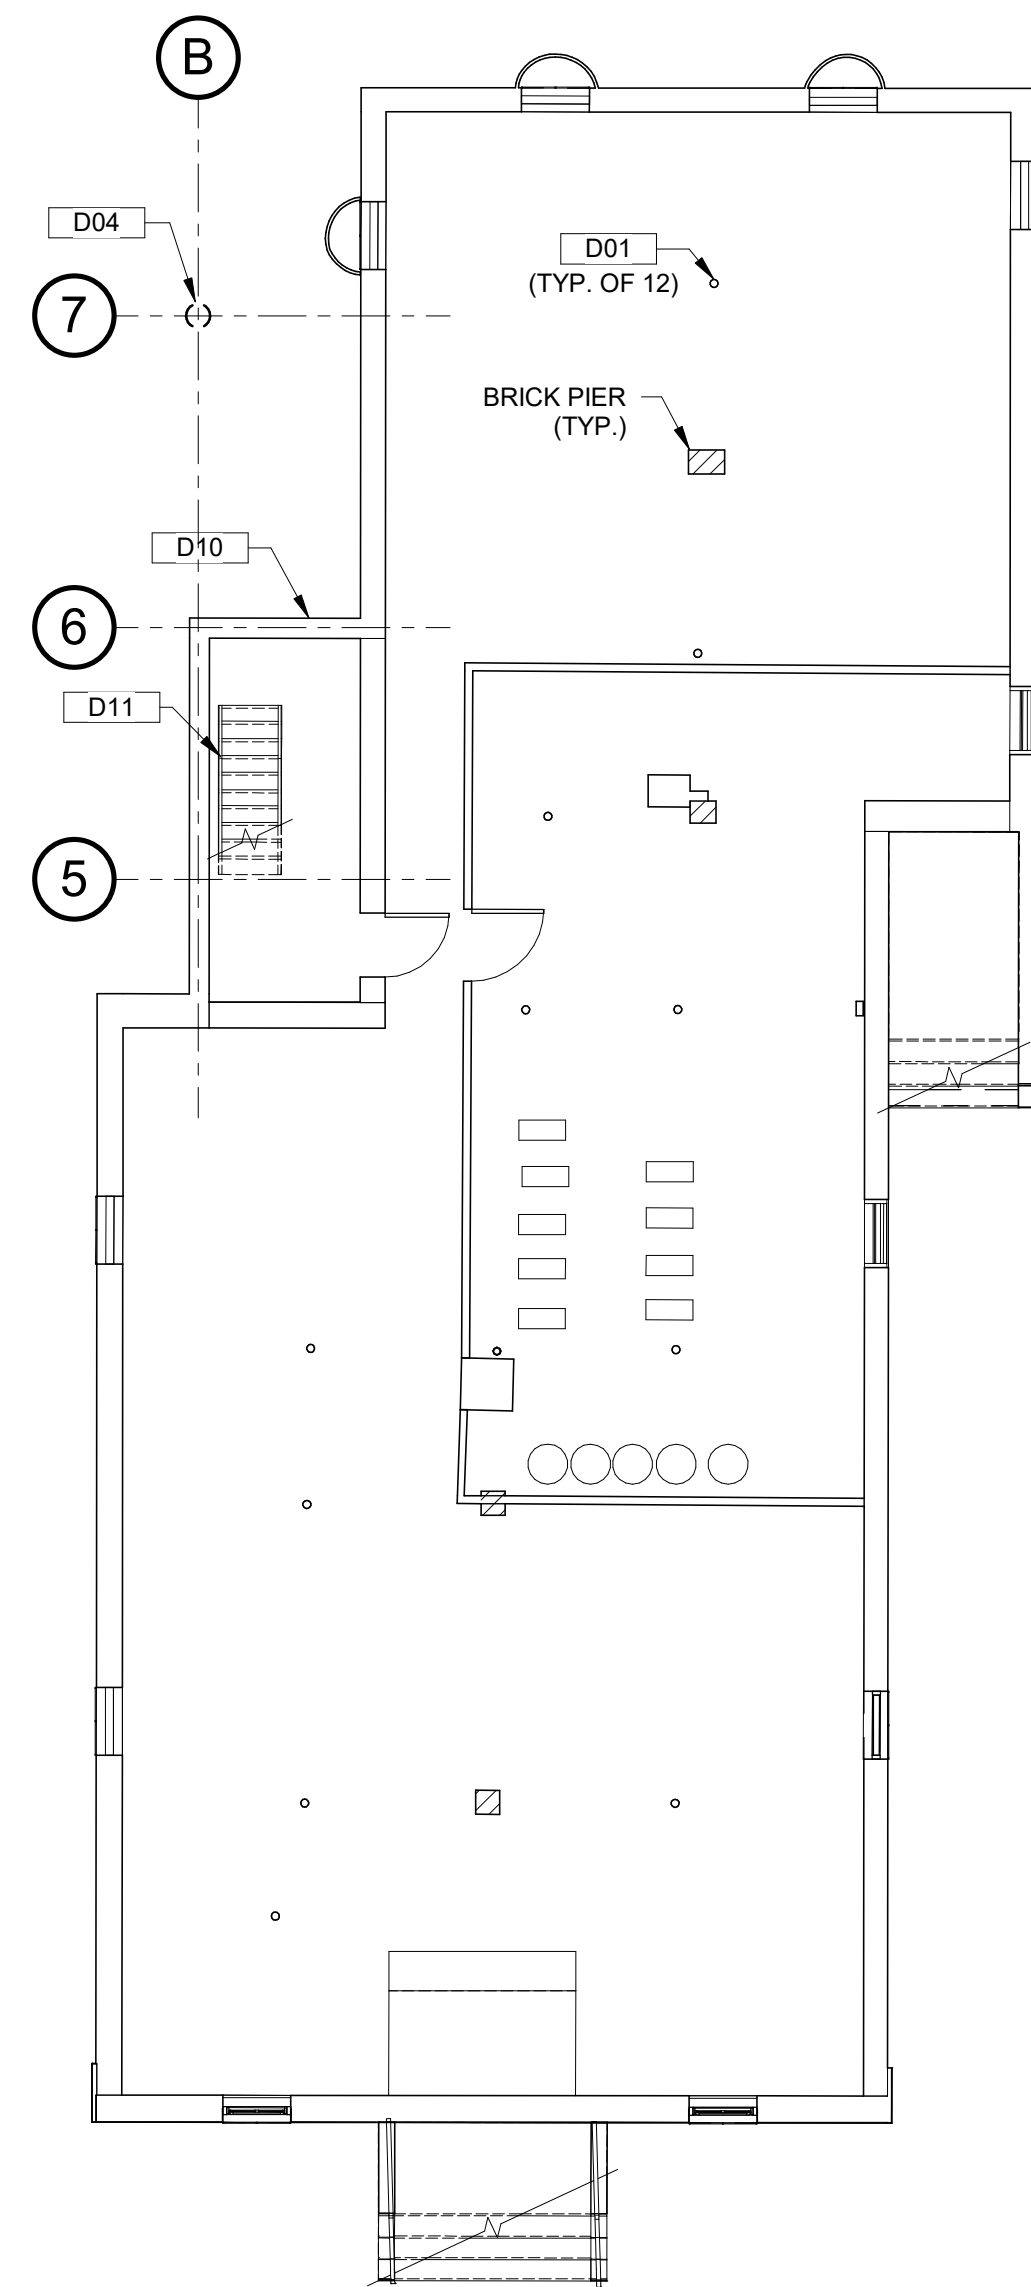 B
D04
D01
(TYP. OF 12)
7
BRICK PIER
(TYP.)
D10
6
D11
5